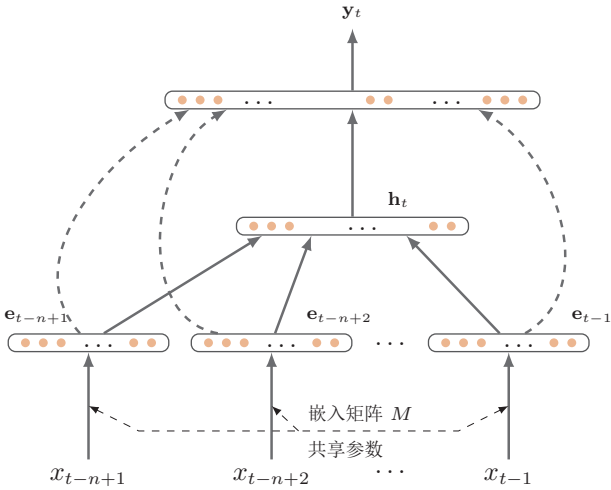 y_t
. . .   . . .
h_t
. . .
e_{t−n+1}   e_{t−n+2}   e_{t−1}
. . .   . . .   . . .   . . .
嵌入矩阵 M
共享参数
x_{t−n+1}   x_{t−n+2}   . . .   x_{t−1}